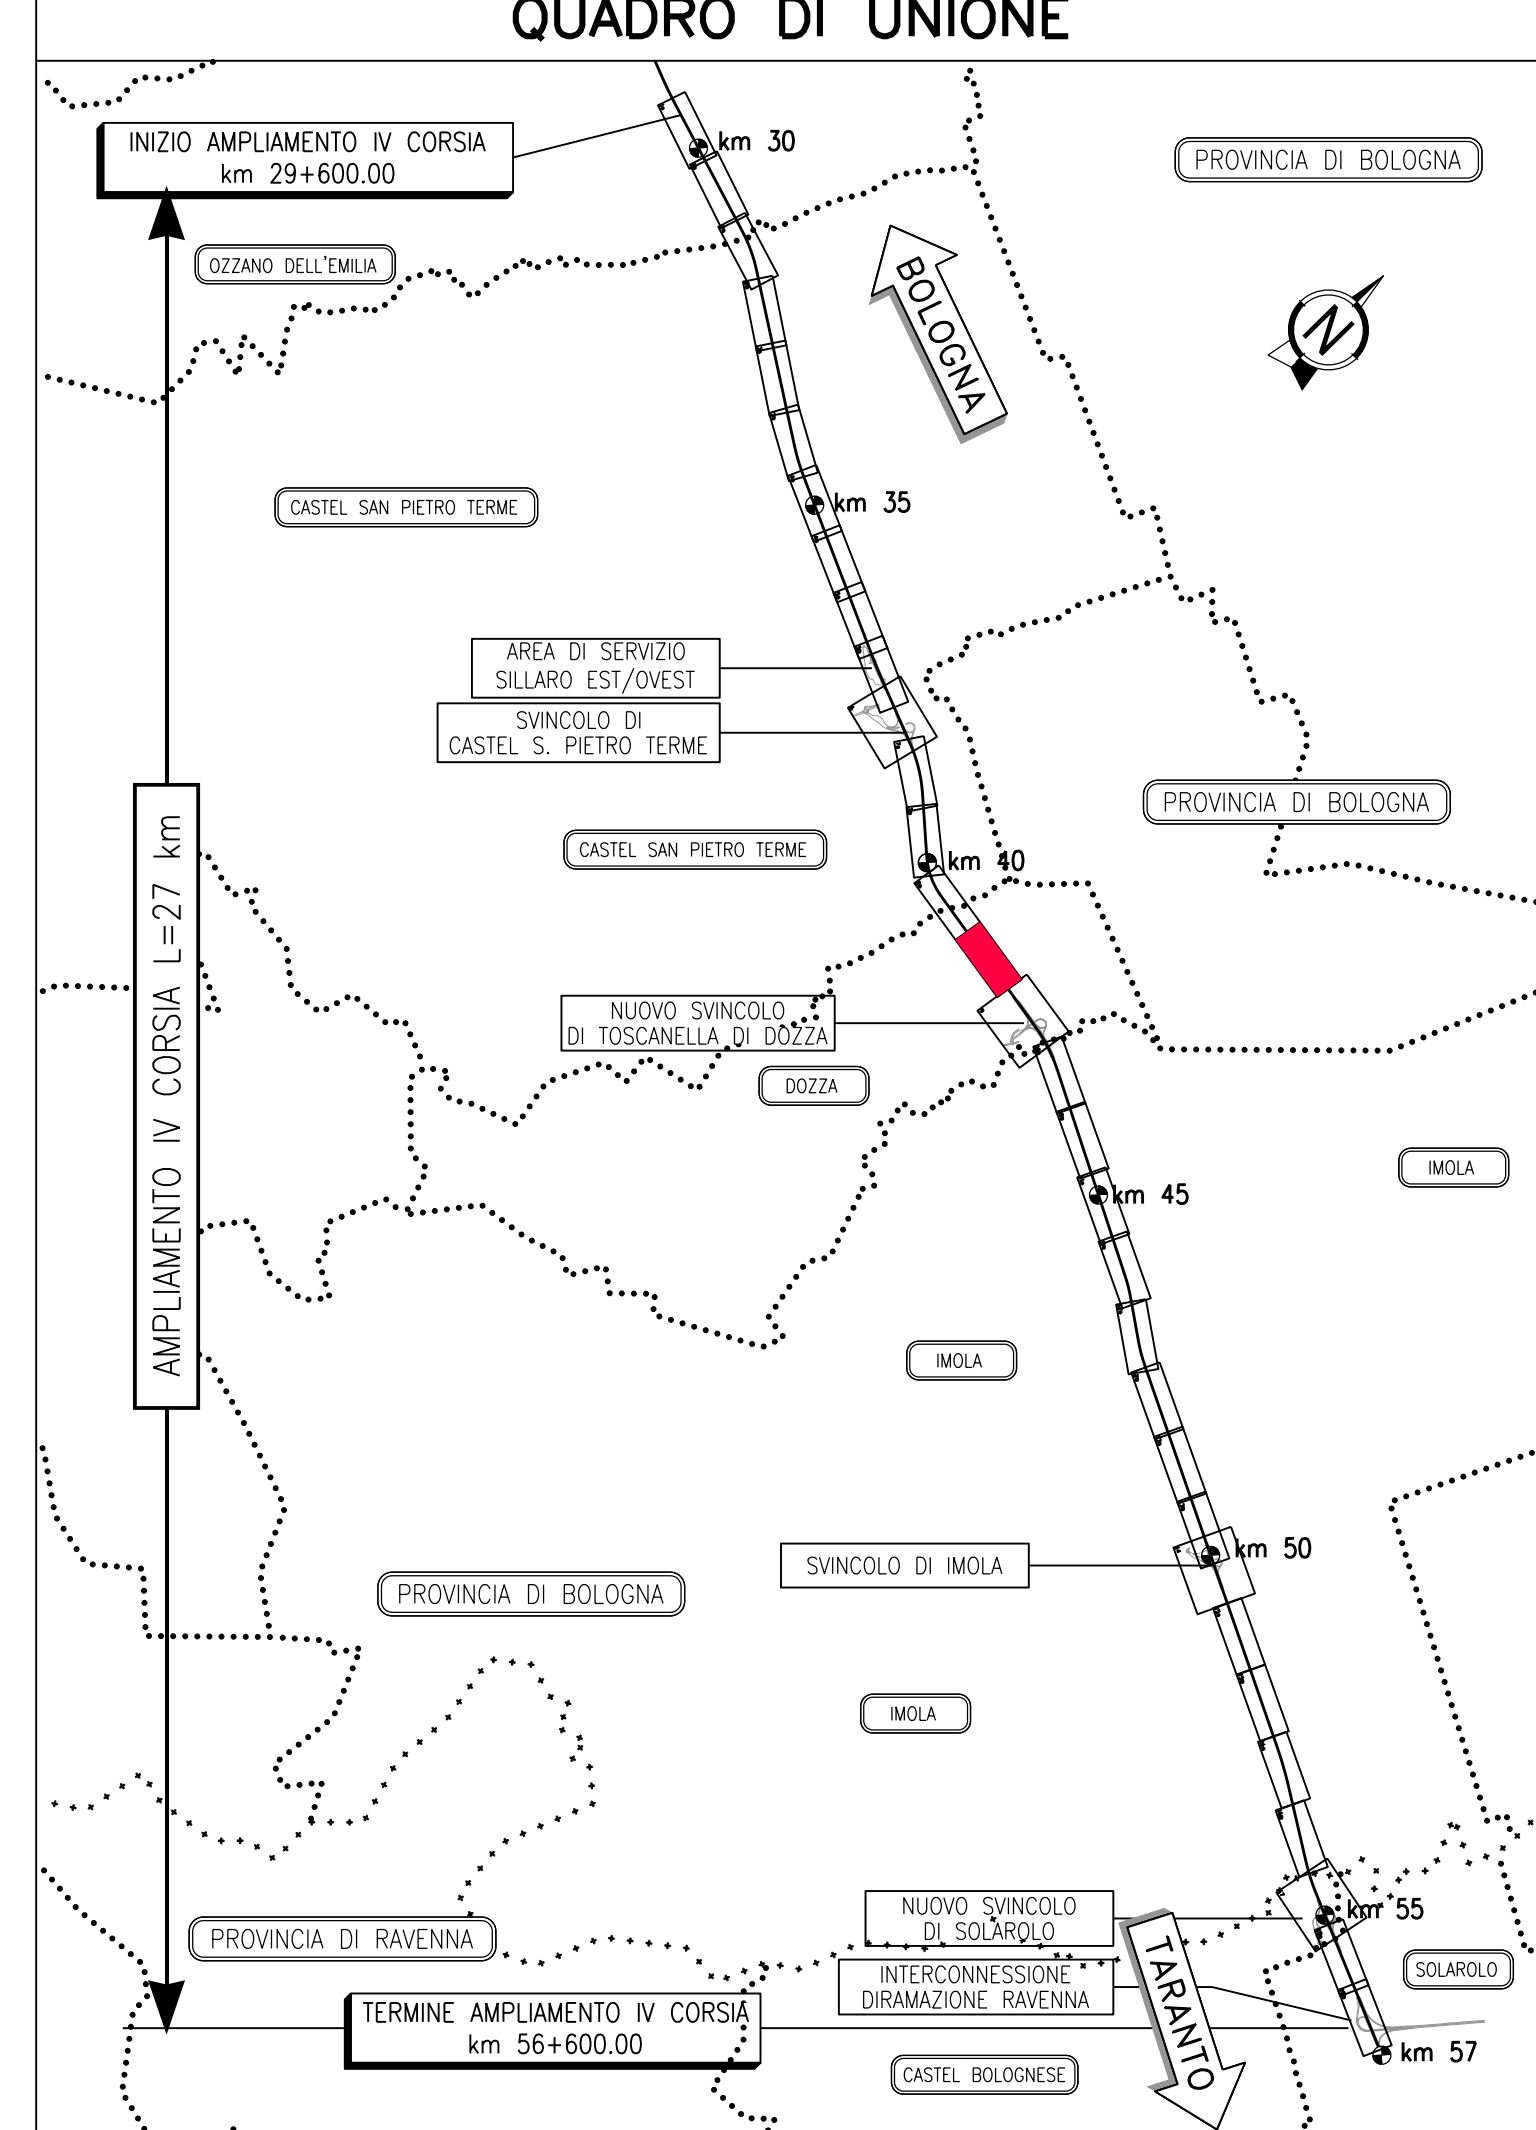 QUADRO DI UNIONE
INIZIO AMPLIAMENTO IV CORSIA
km 29+600.00
km 30
PROVINCIA DI BOLOGNA
OZZANO DELL'EMILIA
BOLOGNA
N
CASTEL SAN PIETRO TERME
km 35
AREA DI SERVIZIO
SILLARO EST/OVEST
SVINCOLO DI
CASTEL S. PIETRO TERME
PROVINCIA DI BOLOGNA
CASTEL SAN PIETRO TERME
km 40
AMPLIAMENTO IV CORSIA L=27 km
NUOVO SVINCOLO
DI TOSCANELLA DI DOZZA
DOZZA
IMOLA
km 45
IMOLA
km 50
SVINCOLO DI IMOLA
PROVINCIA DI BOLOGNA
IMOLA
NUOVO SVINCOLO
DI SOLAROLO
km 55
PROVINCIA DI RAVENNA
INTERCONNESSIONE
DIRAMAZIONE RAVENNA
SOLAROLO
TARANTO
TERMINE AMPLIAMENTO IV CORSIA
km 56+600.00
km 57
CASTEL BOLOGNESE